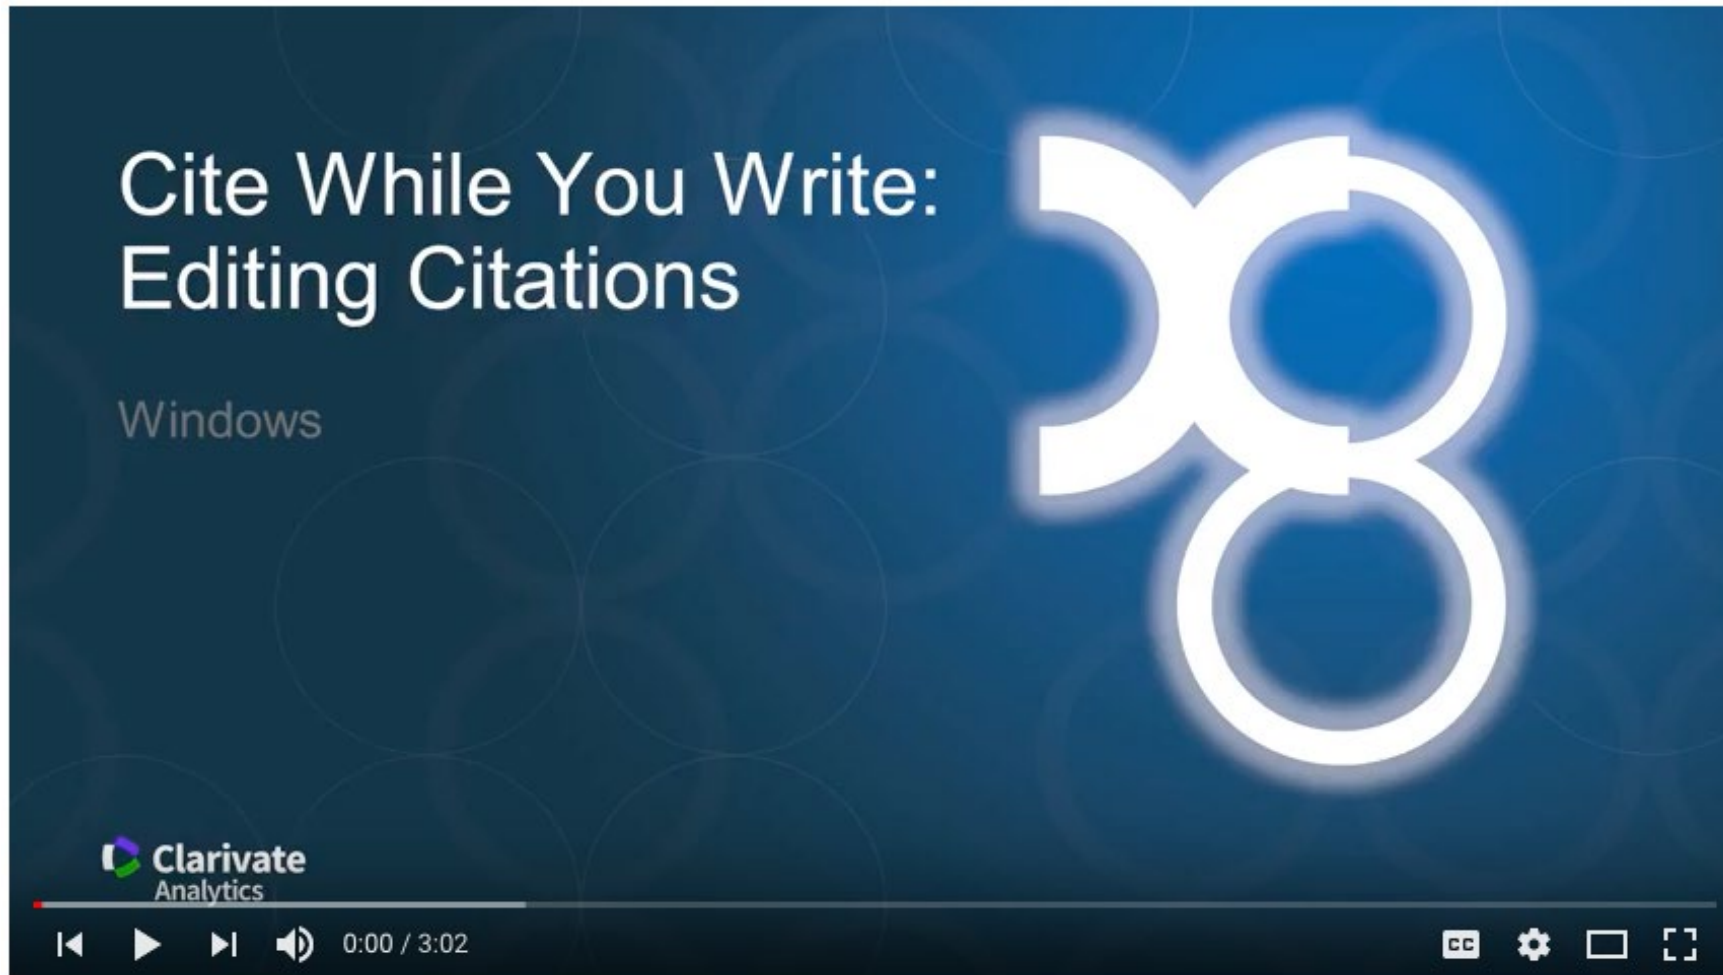 Cite While You Write:
Editing Citations
Windows
Clarivate
Analytics
0:00 / 3:02
CC